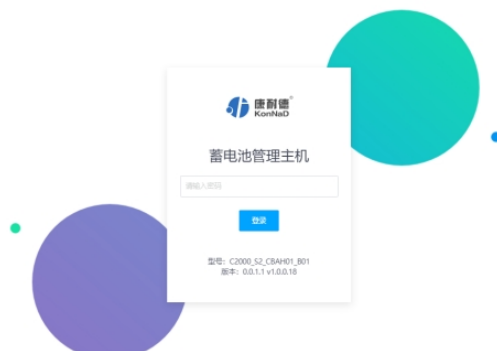 康耐德®
KonNaD
蓄电池管理主机
请输入密码
登录
型号：C2000_S2_CBAH01_B01
版本：0.0.1.1 v1.0.0.18